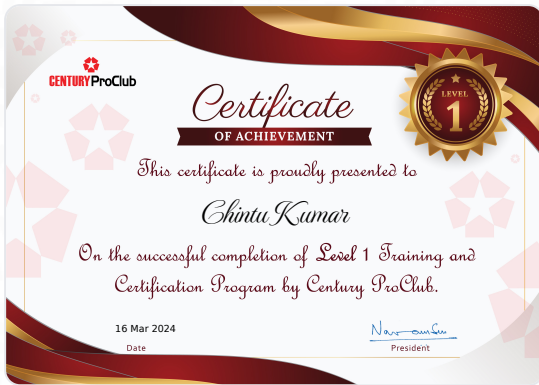 CENTURY ProClub
Certificate
OF ACHIEVEMENT
LEVEL
1
This certificate is proudly presented to
Chintu Kumar
On the successful completion of Level 1 Training and
Certification Program by Century ProClub.
16 Mar 2024
Date
President